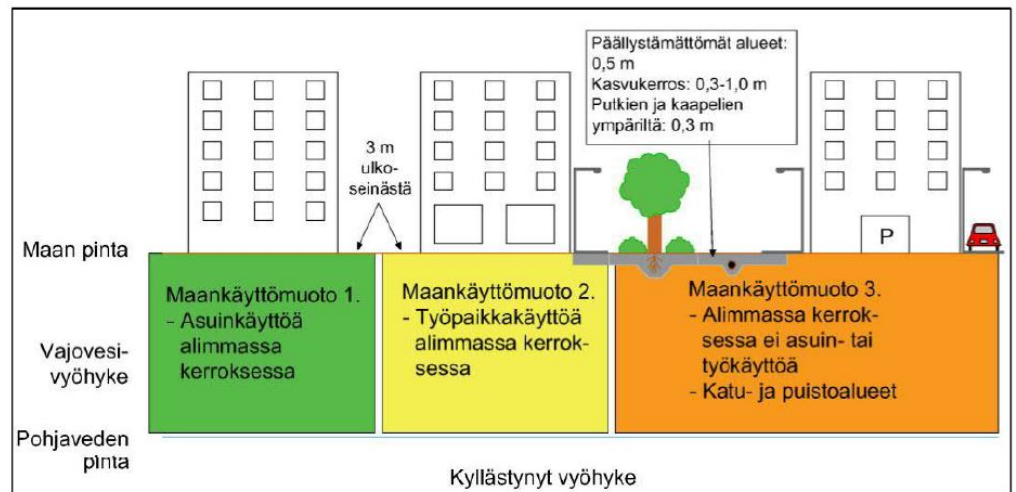 Päällystämättömät alueet:
0,5 m
Kasvukerros: 0,3-1,0 m
Putkien ja kaapelien
ympäriltä: 0,3 m
3 m
ulko-
seinästä
P
Maan pinta
Maankäyttömuoto 1.
- Asuinkäyttöä
alimmassa
kerroksessa
Maankäyttömuoto 2.
- Työpaikkakäyttöä
alimmassa kerrok-
sessa
Maankäyttömuoto 3.
- Alimmassa kerrok-
sessa ei asuin- tai
työkäyttöä
- Katu- ja puistoalueet
Vajovesi-
vyöhyke
Pohjaveden
pinta
Kyllästynyt vyöhyke